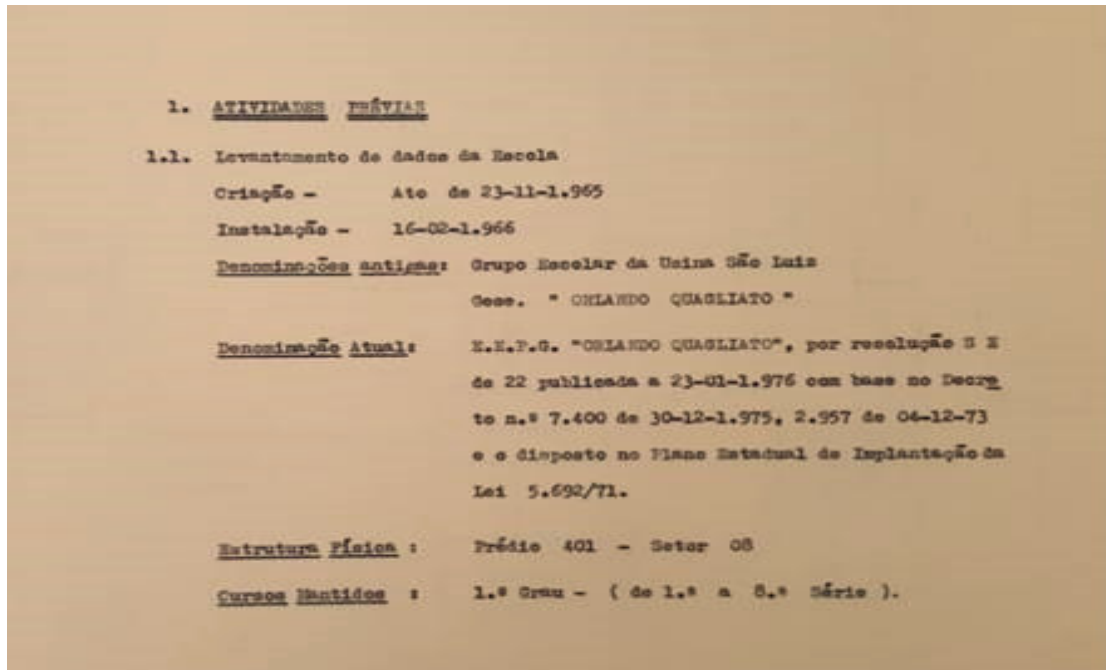 1. ATIVIDADES PRÉVIAS
1.1. Levantamento de dados da Escola
Criação - Ato de 23-11-1.965
Instalação - 16-02-1.966
Denominações antigas: Grupo Escolar da Usina São Luiz
Gese. " ORLANDO QUAGLIATO "
Denominação Atual: E.E.P.G. "ORLANDO QUAGLIATO", por resolução S E
de 22 publicada a 23-01-1.976 com base no Decre
to n.º 7.400 de 30-12-1.975, 2.957 de 04-12-73
e o disposto no Plano Estadual de Implantação da
Lei 5.692/71.
Estrutura Física : Prédio 401 - Setor 08
Cursos Mantidos : 1.º Grau - ( de 1.ª a 8.ª Série ).